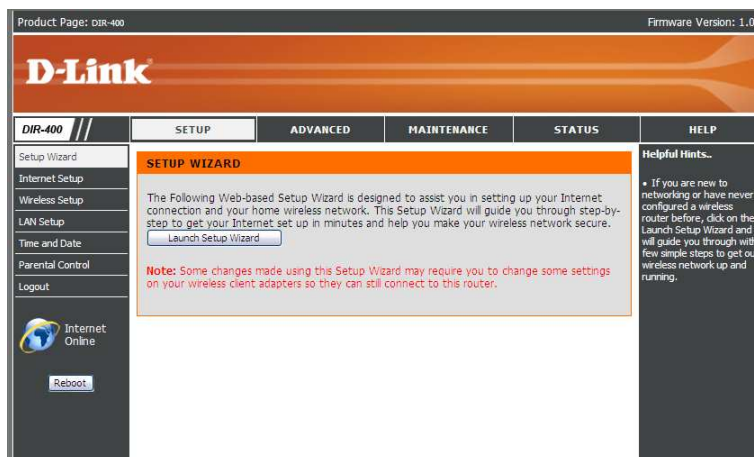 Product Page: DIR-400
Firmware Version: 1.0
D-Link
DIR-400
SETUP
ADVANCED
MAINTENANCE
STATUS
HELP
Setup Wizard
Internet Setup
Wireless Setup
LAN Setup
Time and Date
Parental Control
Logout
Internet
Online
Reboot
SETUP WIZARD
The Following Web-based Setup Wizard is designed to assist you in setting up your Internet
connection and your home wireless network. This Setup Wizard will guide you through step-by-
step to get your Internet set up in minutes and help you make your wireless network secure.
Launch Setup Wizard
Note: Some changes made using this Setup Wizard may require you to change some settings
on your wireless client adapters so they can still connect to this router.
Helpful Hints..
• If you are new to
networking or have never
configured a wireless
router before, click on the
Launch Setup Wizard and
will guide you through with
few simple steps to get ou
wireless network up and
running.